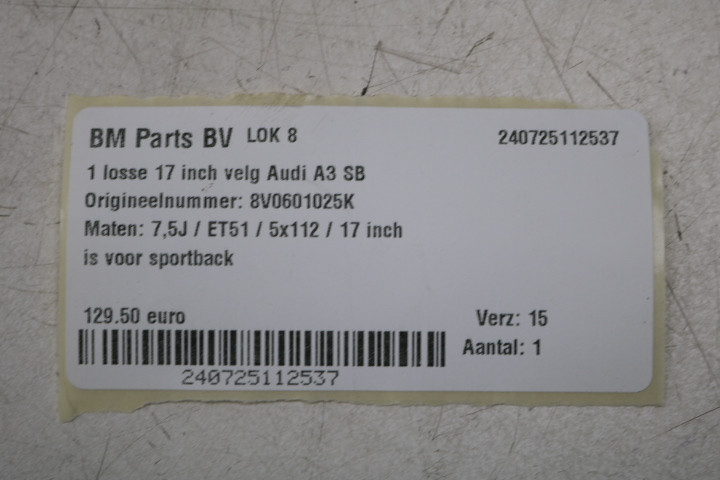 BM Parts BV LOK 8 240725112537
1 losse 17 inch velg Audi A3 SB
Origineelnummer: 8V0601025K
Maten: 7,5J / ET51 / 5x112 / 17 inch
is voor sportback
129.50 euro Verz: 15
Aantal: 1
240725112537